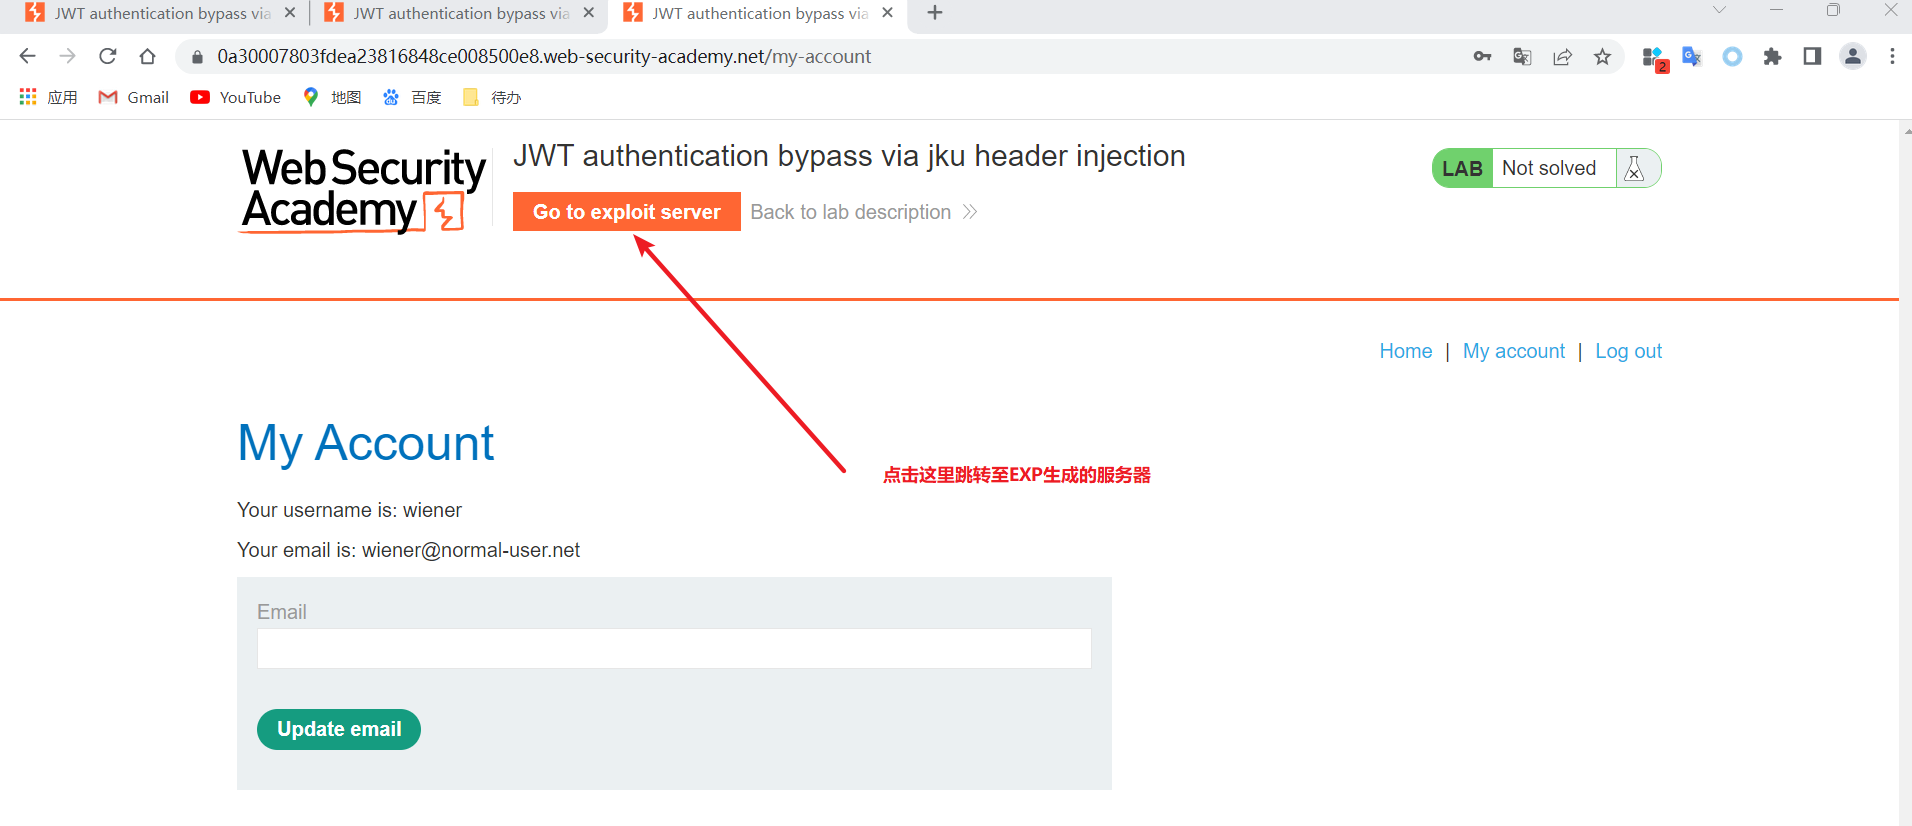 JWT authentication bypass via
JWT authentication bypass via
JWT authentication bypass via
0a30007803fdea23816848ce008500e8.web-security-academy.net/my-account
2
应用 Gmail YouTube 地图 百度 待办
WebSecurity
Academy
JWT authentication bypass via jku header injection
LAB Not solved
Go to exploit server Back to lab description
Home | My account | Log out
My Account
点击这里跳转至EXP生成的服务器
Your username is: wiener
Your email is: wiener@normal-user.net
Email
Update email